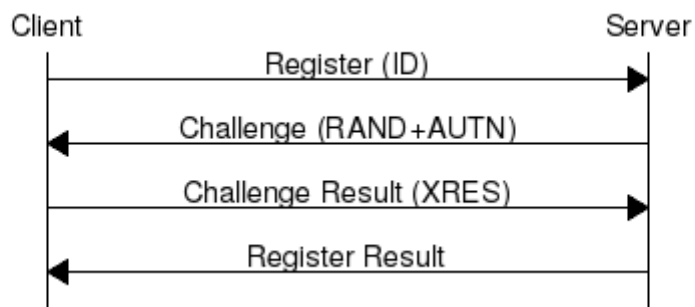 Client
Server
Register (ID)
Challenge (RAND+AUTN)
Challenge Result (XRES)
Register Result